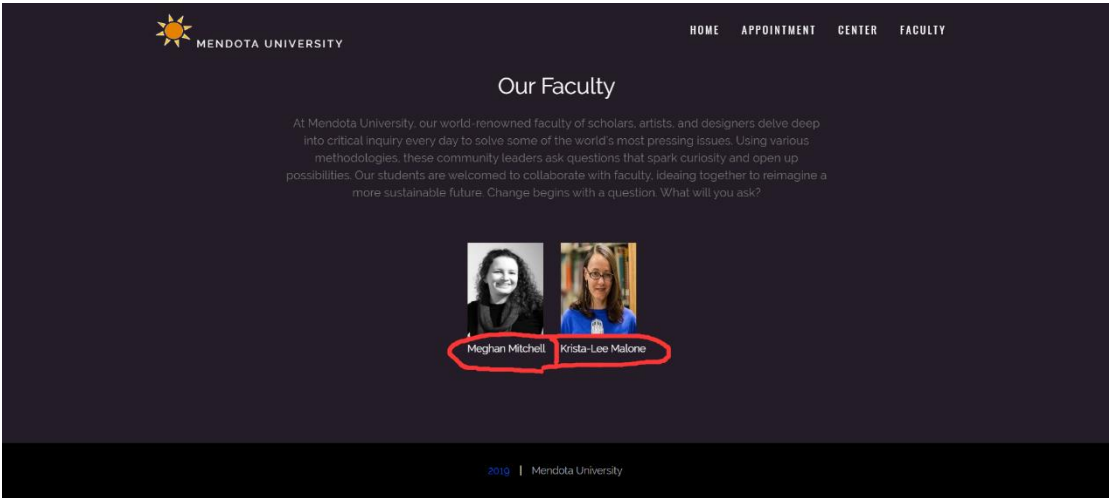 MENDOTA UNIVERSITY
HOME APPOINTMENT CENTER FACULTY
Our Faculty
At Mendota University, our world-renowned faculty of scholars, artists, and designers delve deep
into critical inquiry every day to solve some of the world's most pressing issues. Using various
methodologies, these community leaders ask questions that spark curiosity and open up
possibilities. Our students are welcomed to collaborate with faculty, ideaing together to reimagine a
more sustainable future. Change begins with a question. What will you ask?
Meghan Mitchell Krista-Lee Malone
2019 | Mendota University